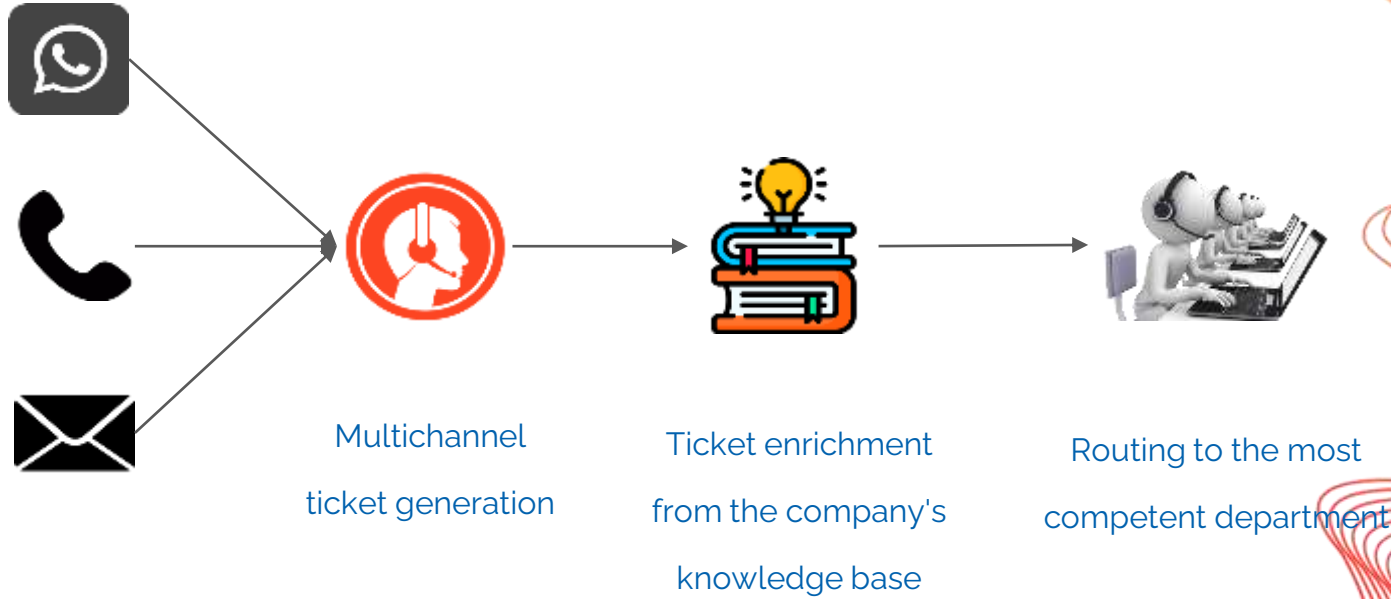 Multichannel
ticket generation
Ticket enrichment
from the company's
knowledge base
Routing to the most
competent department